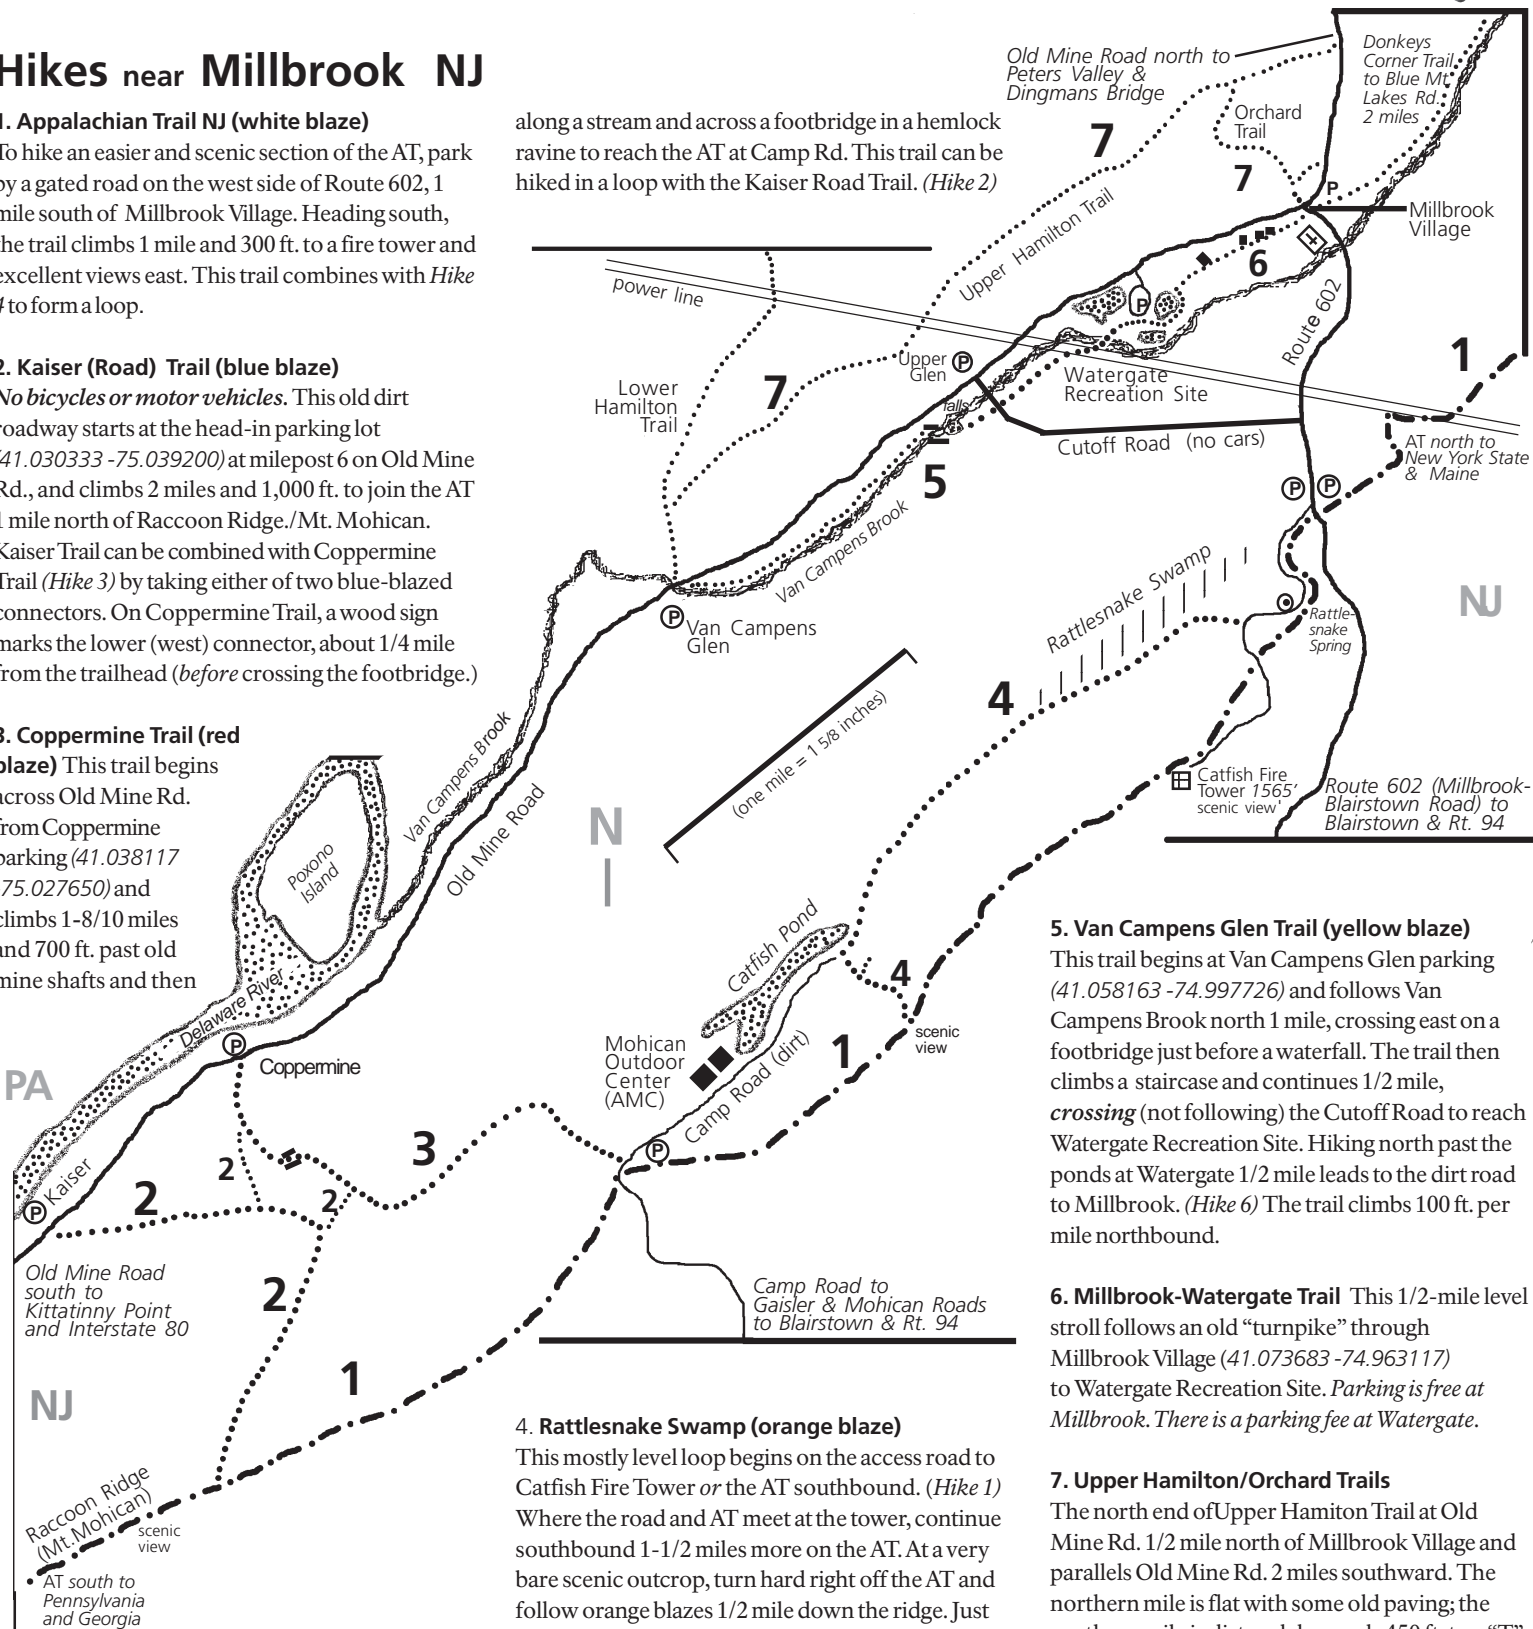 Hikes near Millbrook NJ
1. Appalachian Trail NJ (white blaze)
To hike an easier and scenic section of the AT, park
by a gated road on the west side of Route 602, 1
mile south of Millbrook Village. Heading south,
the trail climbs 1 mile and 300 ft. to a fire tower and
excellent views east. This trail combines with Hike
4 to form a loop.
2. Kaiser (Road) Trail (blue blaze)
No bicycles or motor vehicles. This old dirt
roadway starts at the head-in parking lot
(41.030333 -75.039200) at milepost 6 on Old Mine
Rd., and climbs 2 miles and 1,000 ft. to join the AT
1 mile north of Raccoon Ridge./Mt. Mohican.
Kaiser Trail can be combined with Coppermine
Trail (Hike 3) by taking either of two blue-blazed
connectors. On Coppermine Trail, a wood sign
marks the lower (west) connector, about 1/4 mile
from the trailhead (before crossing the footbridge.)
3. Coppermine Trail (red
blaze) This trail begins
across Old Mine Rd.
from Coppermine
parking (41.038117
-75.027650) and
climbs 1-8/10 miles
and 700 ft. past old
mine shafts and then
along a stream and across a footbridge in a hemlock
ravine to reach the AT at Camp Rd. This trail can be
hiked in a loop with the Kaiser Road Trail. (Hike 2)
Old Mine Road north to
Peters Valley &
Dingmans Bridge
Donkeys
Corner Trail
to Blue Mt.
Lakes Rd.
2 miles
Orchard
Trail
7
7
P
Millbrook
Village
Upper Hamilton Trail
6
P
power line
Route 602
1
Upper
Glen
P
Watergate
Recreation Site
Lower
Hamilton
Trail
7
falls
Cutoff Road (no cars)
AT north to
New York State
& Maine
5
P
P
Van Campens Brook
Rattlesnake Swamp
NJ
P
Van Campens
Glen
Rattle-
snake
Spring
4
(one mile = 1 5/8 inches)
Van Campens Brook
Old Mine Road
N
Catfish Fire
Tower 1565'
scenic view'
Route 602 (Millbrook-
Blairstown Road) to
Blairstown & Rt. 94
Poxono
Island
Catfish Pond
4
Delaware River
P
Coppermine
Mohican
Outdoor
Center
(AMC)
Camp Road (dirt)
1
scenic
view
PA
P
3
2
2
2
P
Kaiser
Old Mine Road
south to
Kittatinny Point
and Interstate 80
2
Camp Road to
Gaisler & Mohican Roads
to Blairstown & Rt. 94
1
NJ
Raccoon Ridge
(Mt.Mohican)
scenic
view
AT south to
Pennsylvania
and Georgia
4. Rattlesnake Swamp (orange blaze)
This mostly level loop begins on the access road to
Catfish Fire Tower or the AT southbound. (Hike 1)
Where the road and AT meet at the tower, continue
southbound 1-1/2 miles more on the AT. At a very
bare scenic outcrop, turn hard right off the AT and
follow orange blazes 1/2 mile down the ridge. Just
5. Van Campens Glen Trail (yellow blaze)
This trail begins at Van Campens Glen parking
(41.058163 -74.997726) and follows Van
Campens Brook north 1 mile, crossing east on a
footbridge just before a waterfall. The trail then
climbs a staircase and continues 1/2 mile,
crossing (not following) the Cutoff Road to reach
Watergate Recreation Site. Hiking north past the
ponds at Watergate 1/2 mile leads to the dirt road
to Millbrook. (Hike 6) The trail climbs 100 ft. per
mile northbound.
6. Millbrook-Watergate Trail This 1/2-mile level
stroll follows an old “turnpike” through
Millbrook Village (41.073683 -74.963117)
to Watergate Recreation Site. Parking is free at
Millbrook. There is a parking fee at Watergate.
7. Upper Hamilton/Orchard Trails
The north end ofUpper Hamiton Trail at Old
Mine Rd. 1/2 mile north of Millbrook Village and
parallels Old Mine Rd. 2 miles southward. The
northern mile is flat with some old paving; the